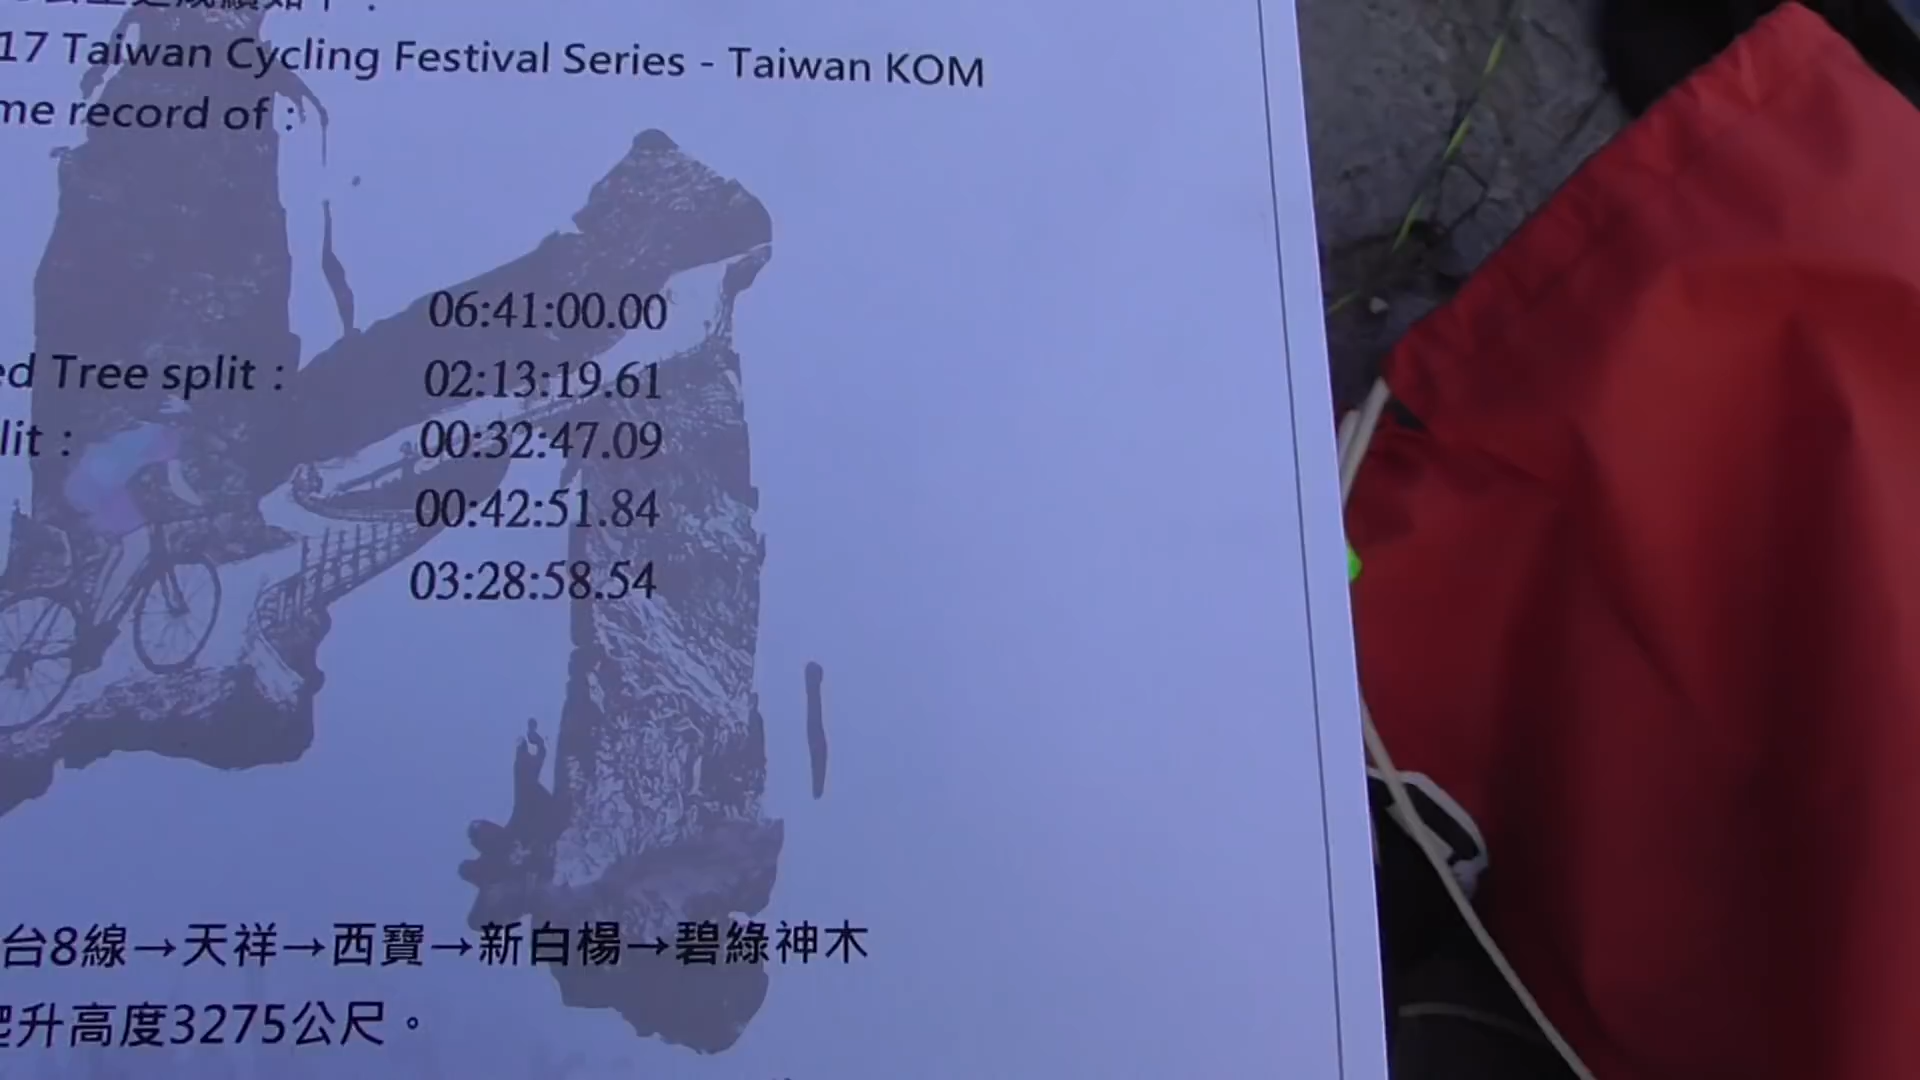 17 Taiwan Cycling Festival Series - Taiwan KOM
me record of :
06:41:00.00
ed Tree split : 02:13:19.61
lit : 00:32:47.09
00:42:51.84
03:28:58.54
台8線→天祥→西寶→新白楊→碧綠神木
升高度3275公尺。